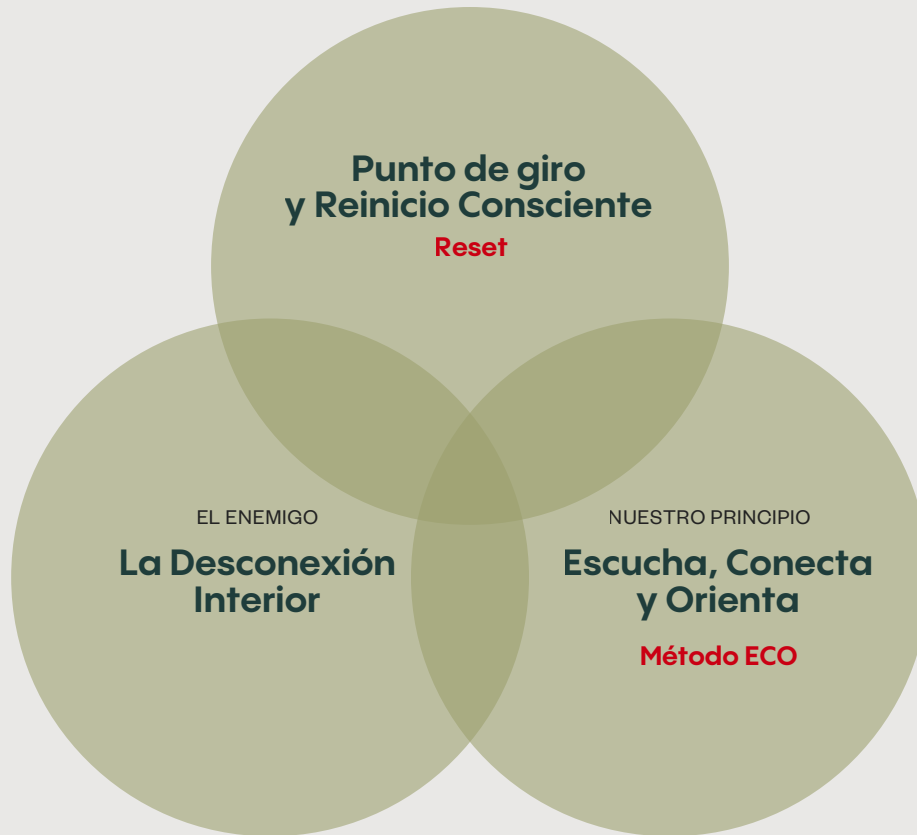 Punto de giro
y Reinicio Consciente
Reset
EL ENEMIGO
La Desconexión
Interior
NUESTRO PRINCIPIO
Escucha, Conecta
y Orienta
Método ECO